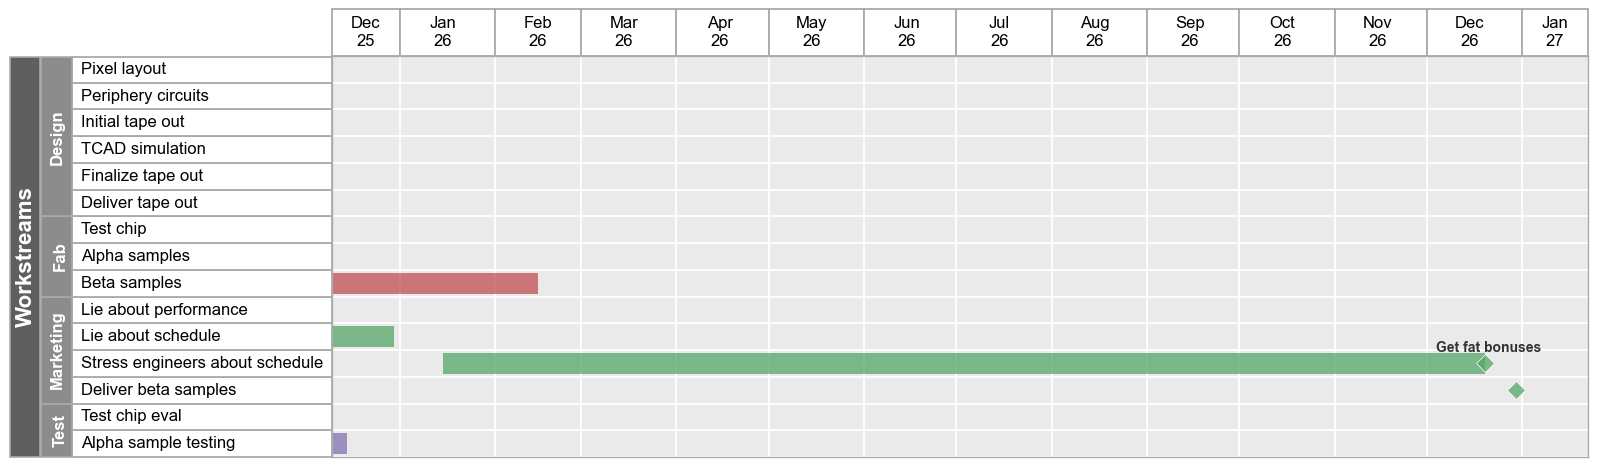 Dec Jan Feb Mar Apr May Jun Jul Aug Sep Oct Nov Dec Jan
25 26 26 26 26 26 26 26 26 26 26 26 26 27
Workstreams
Design
Pixel layout
Periphery circuits
Initial tape out
TCAD simulation
Finalize tape out
Deliver tape out
Fab
Test chip
Alpha samples
Beta samples
Marketing
Lie about performance
Lie about schedule
Stress engineers about schedule
Get fat bonuses
Deliver beta samples
Test
Test chip eval
Alpha sample testing